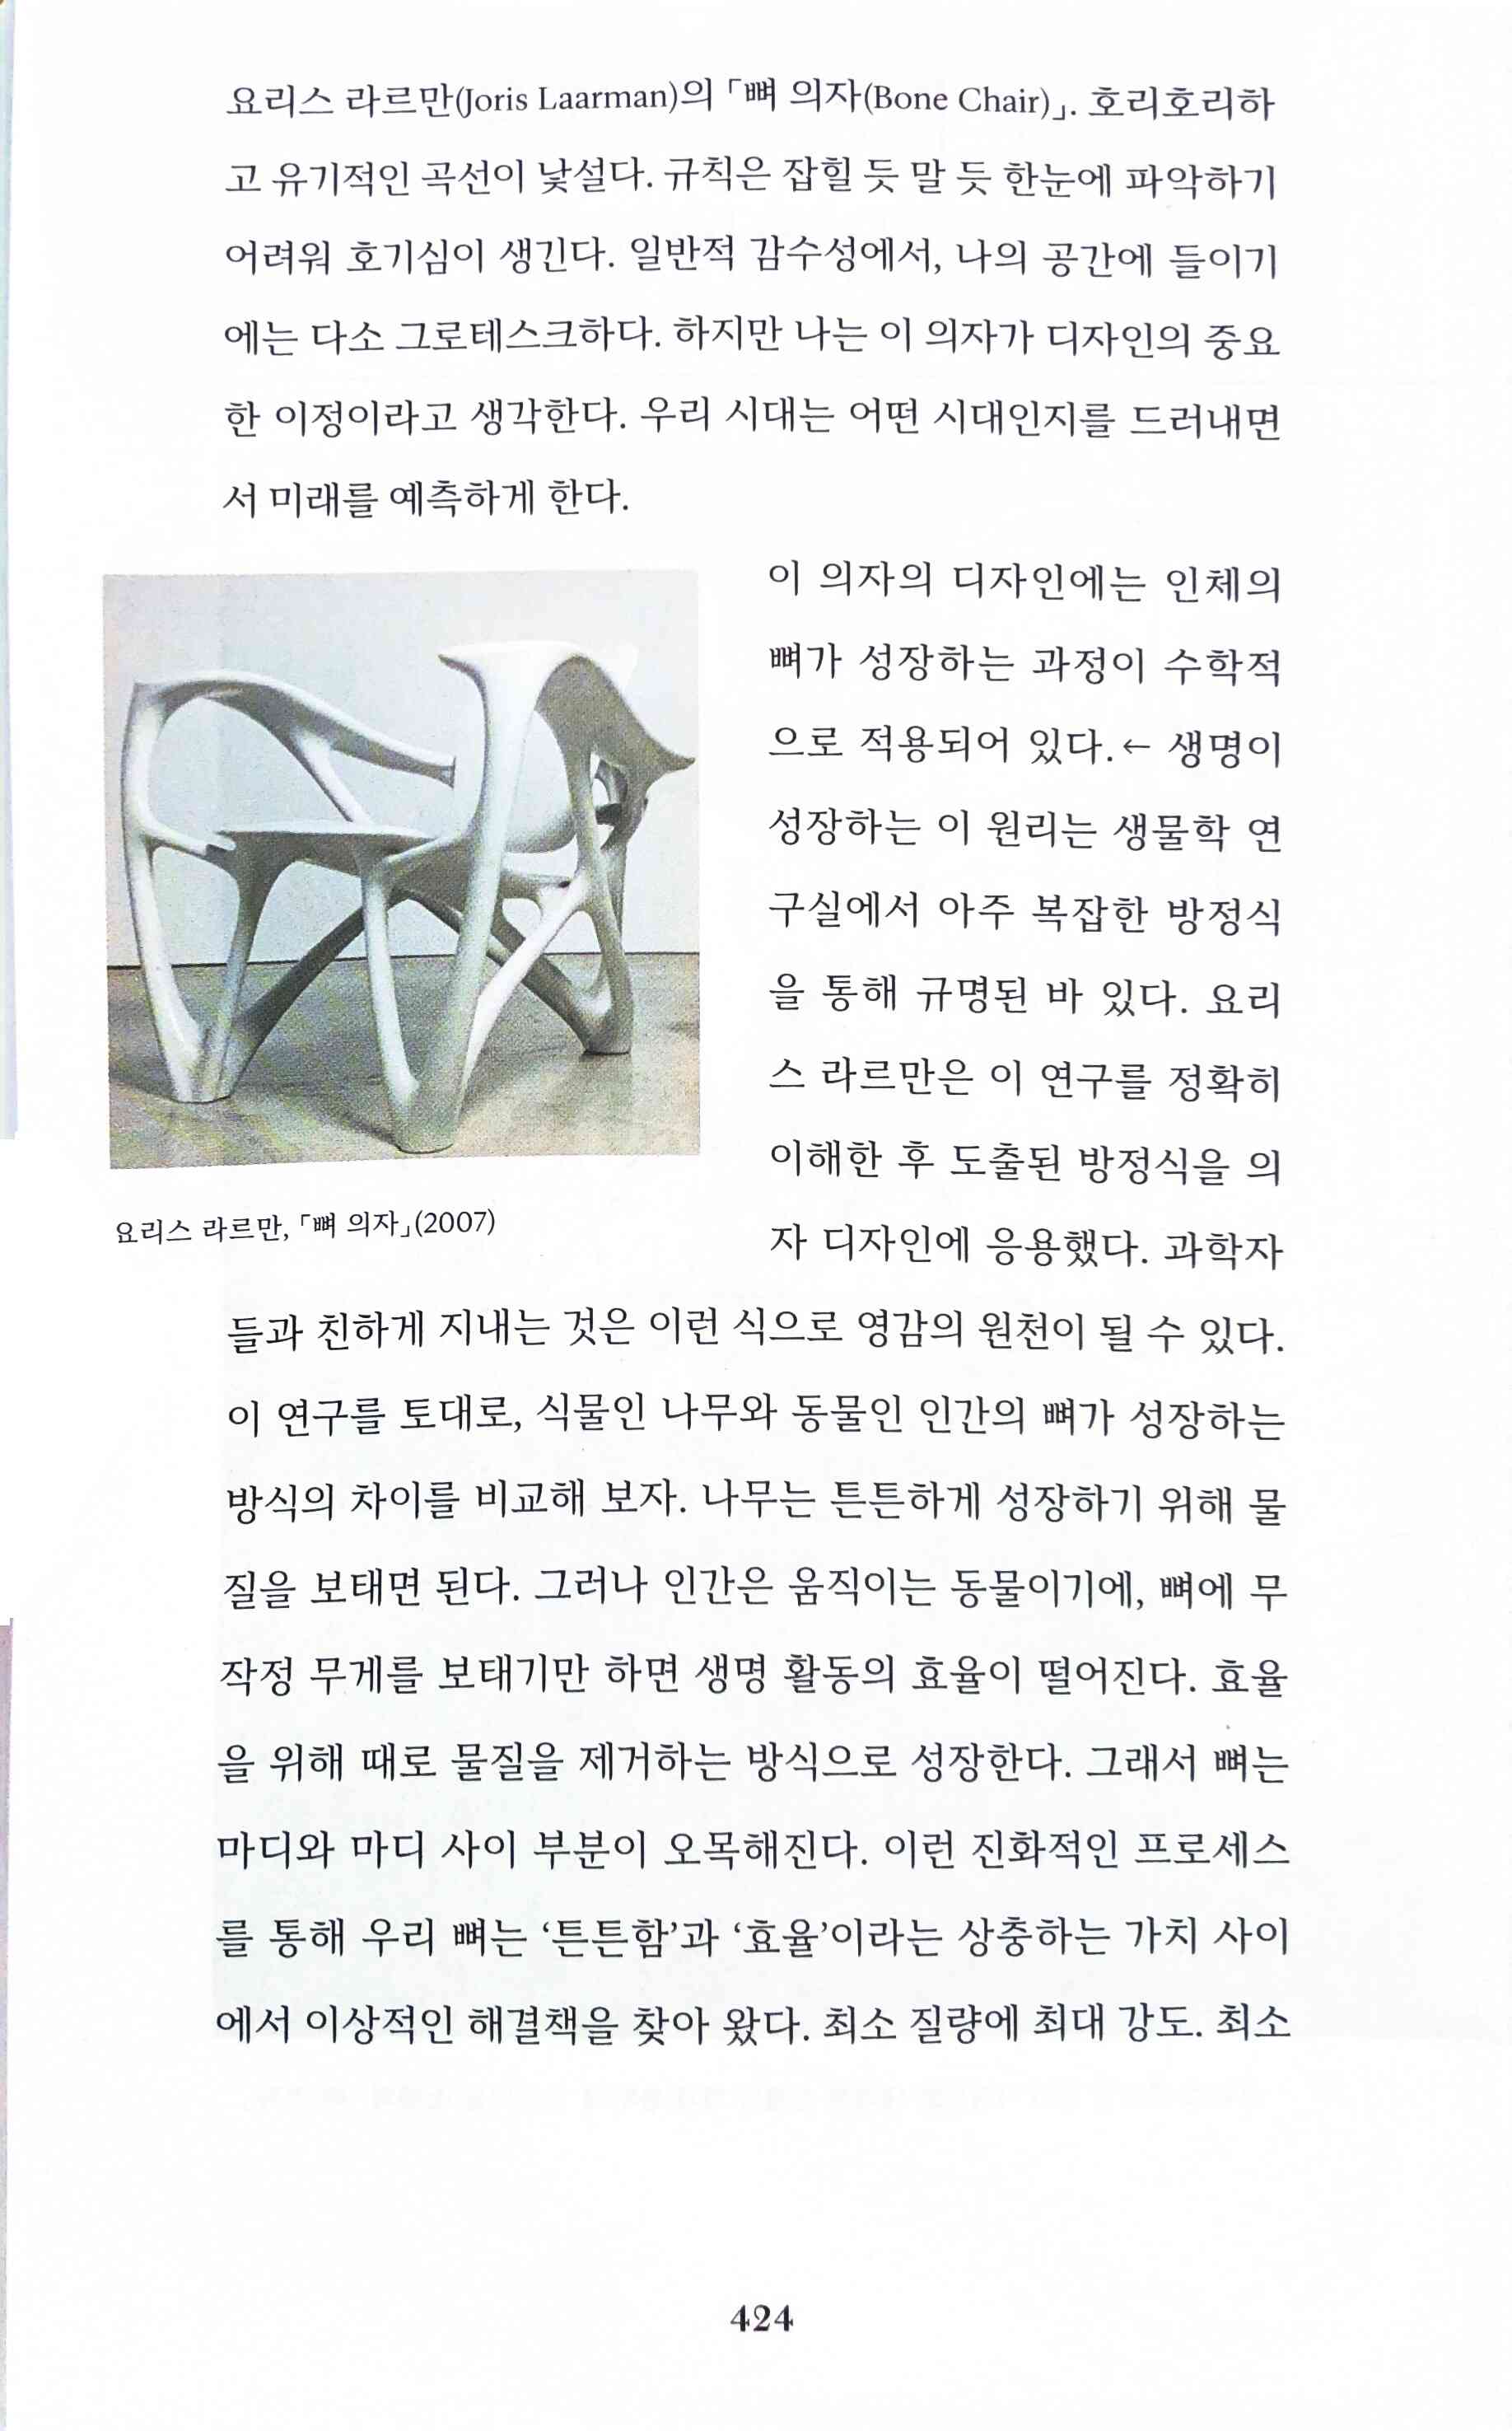 요리스 라르만(Joris Laarman)의 「뼈 의자(Bone Chair)」. 호리호리하
고 유기적인 곡선이 낯설다. 규칙은 잡힐 듯 말 듯 한눈에 파악하기
어려워 호기심이 생긴다. 일반적 감수성에서, 나의 공간에 들이기
에는 다소 그로테스크하다. 하지만 나는 이 의자가 디자인의 중요
한 이정이라고 생각한다. 우리 시대는 어떤 시대인지를 드러내면
서 미래를 예측하게 한다.
이 의자의 디자인에는 인체의
뼈가 성장하는 과정이 수학적
으로 적용되어 있다.← 생명이
성장하는 이 원리는 생물학 연
구실에서 아주 복잡한 방정식
을 통해 규명된 바 있다. 요리
스 라르만은 이 연구를 정확히
이해한 후 도출된 방정식을 의
자 디자인에 응용했다. 과학자
요리스 라르만, 「뼈 의자」(2007)
들과 친하게 지내는 것은 이런 식으로 영감의 원천이 될 수 있다.
이 연구를 토대로, 식물인 나무와 동물인 인간의 뼈가 성장하는
방식의 차이를 비교해 보자. 나무는 튼튼하게 성장하기 위해 물
질을 보태면 된다. 그러나 인간은 움직이는 동물이기에, 뼈에 무
작정 무게를 보태기만 하면 생명 활동의 효율이 떨어진다. 효율
을 위해 때로 물질을 제거하는 방식으로 성장한다. 그래서 뼈는
마디와 마디 사이 부분이 오목해진다. 이런 진화적인 프로세스
를 통해 우리 뼈는 ‘튼튼함’과 ‘효율’이라는 상충하는 가치 사이
에서 이상적인 해결책을 찾아 왔다. 최소 질량에 최대 강도. 최소
424